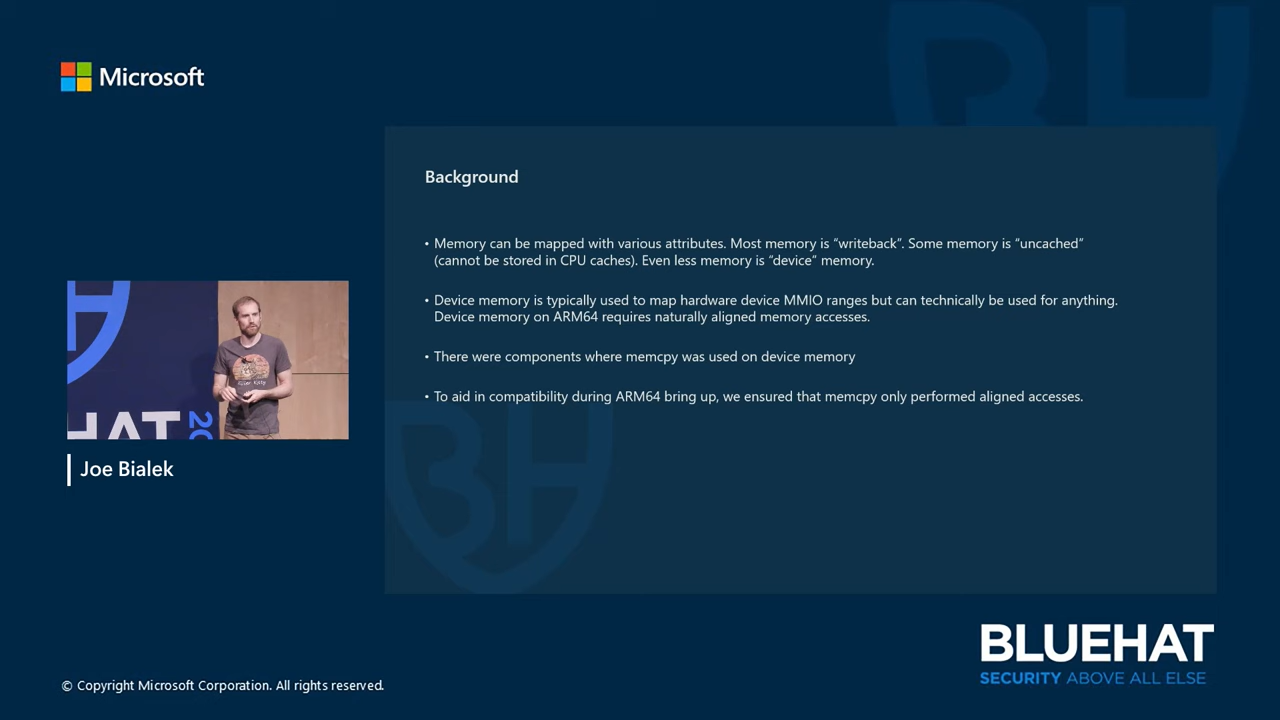 Microsoft
Background
• Memory can be mapped with various attributes. Most memory is “writeback”. Some memory is “uncached”
(cannot be stored in CPU caches). Even less memory is “device” memory.
• Device memory is typically used to map hardware device MMIO ranges but can technically be used for anything.
Device memory on ARM64 requires naturally aligned memory accesses.
• There were components where memcpy was used on device memory
• To aid in compatibility during ARM64 bring up, we ensured that memcpy only performed aligned accesses.
HAT 20
Joe Bialek
BLUEHAT
SECURITY ABOVE ALL ELSE
© Copyright Microsoft Corporation. All rights reserved.